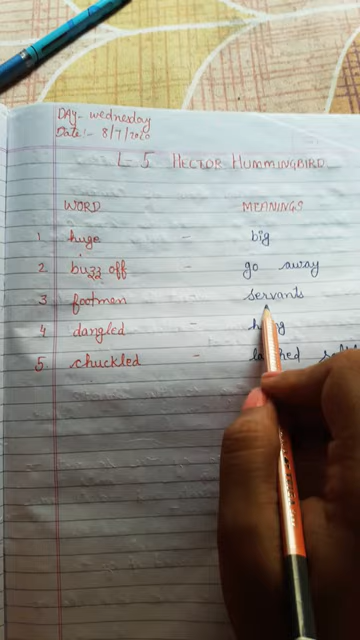 DAy- wednesday
Date:- 8/7/2020
L-5 HECTOR HUMMINGBIRD
WORD MEANINGS
1. huge - big
2. buzz off - go away
3 footmen servants
4 dangled -
5. chuckled -